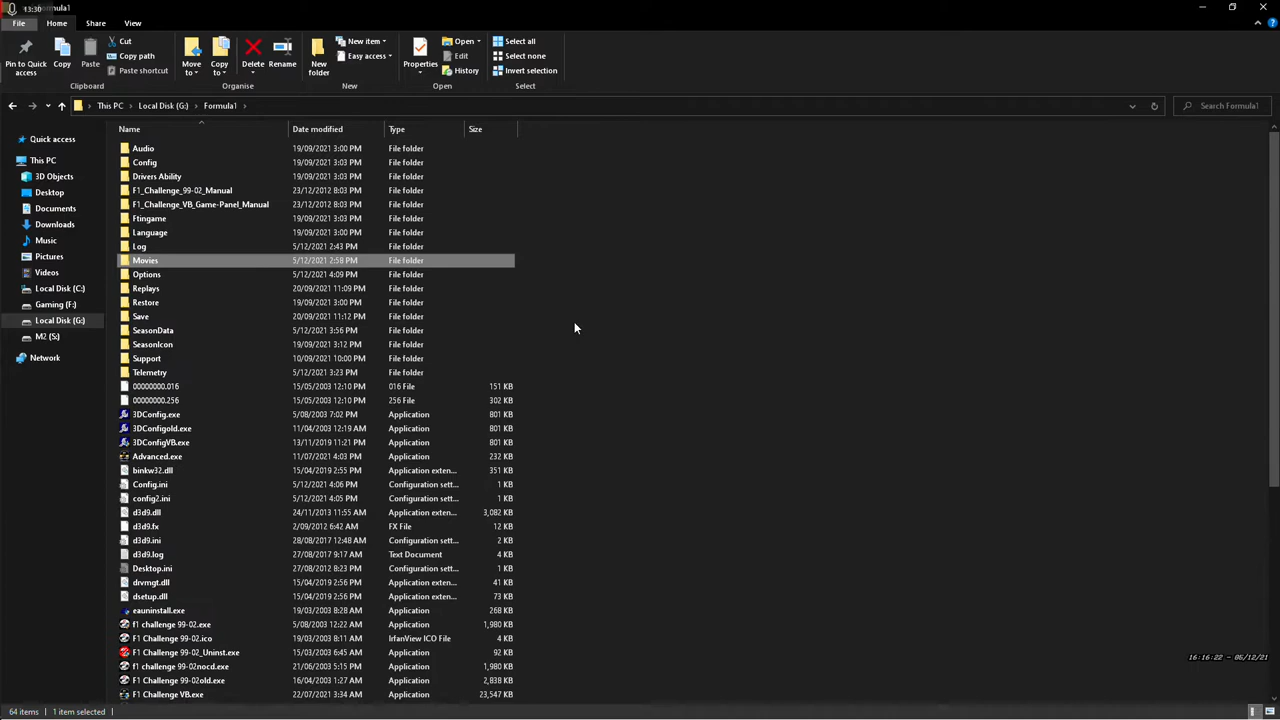 13:30 Formula1
File Home Share View
Pin to Quick access Copy Paste Cut Copy path Paste shortcut Move to Copy to Delete Rename New folder New item Easy access Properties Open Edit History Select all Select none Invert selection
Clipboard Organise New Open Select
This PC Local Disk (G:) Formula1 Search Formula1
Name Date modified Type Size
Quick access
This PC
3D Objects
Desktop
Documents
Downloads
Music
Pictures
Videos
Local Disk (C:)
Gaming (F:)
Local Disk (G:)
M2 (S:)
Network
Audio 19/09/2021 3:00 PM File folder
Config 19/09/2021 3:03 PM File folder
Drivers Ability 19/09/2021 3:03 PM File folder
F1_Challenge_99-02_Manual 23/12/2012 8:03 PM File folder
F1_Challenge_VB_Game-Panel_Manual 23/12/2012 8:03 PM File folder
Ftingame 19/09/2021 3:03 PM File folder
Language 19/09/2021 3:00 PM File folder
Log 5/12/2021 2:43 PM File folder
Movies 5/12/2021 2:58 PM File folder
Options 5/12/2021 4:09 PM File folder
Replays 20/09/2021 11:09 PM File folder
Restore 19/09/2021 3:00 PM File folder
Save 20/09/2021 11:12 PM File folder
SeasonData 5/12/2021 3:56 PM File folder
SeasonIcon 19/09/2021 3:12 PM File folder
Support 10/09/2021 10:00 PM File folder
Telemetry 5/12/2021 3:23 PM File folder
00000000.016 15/05/2003 12:10 PM 016 File 151 KB
00000000.256 15/05/2003 12:10 PM 256 File 302 KB
3DConfig.exe 5/08/2003 7:02 PM Application 801 KB
3DConfigold.exe 11/04/2003 12:19 AM Application 801 KB
3DConfigVB.exe 13/11/2019 11:21 PM Application 801 KB
Advanced.exe 11/07/2021 4:03 PM Application 232 KB
binkw32.dll 15/04/2019 2:55 PM Application exten... 351 KB
Config.ini 5/12/2021 4:06 PM Configuration sett... 1 KB
config2.ini 5/12/2021 4:05 PM Configuration sett... 1 KB
d3d9.dll 24/11/2013 11:55 AM Application exten... 3,082 KB
d3d9.fx 2/09/2012 6:42 AM FX File 12 KB
d3d9.ini 28/08/2017 12:48 AM Configuration sett... 2 KB
d3d9.log 27/08/2017 9:17 AM Text Document 4 KB
Desktop.ini 27/08/2012 8:23 PM Configuration sett... 1 KB
drvmgt.dll 15/04/2019 2:56 PM Application exten... 41 KB
dsetup.dll 15/04/2019 2:56 PM Application exten... 73 KB
eauninstall.exe 19/03/2003 8:28 AM Application 268 KB
f1 challenge 99-02.exe 5/08/2003 12:22 AM Application 1,980 KB
F1 Challenge 99-02.ico 19/03/2003 8:11 AM IrfanView ICO File 4 KB
F1 Challenge 99-02_Uninst.exe 15/03/2003 6:45 AM Application 92 KB
f1 challenge 99-02nocd.exe 21/06/2003 5:15 PM Application 1,980 KB
F1 Challenge 99-02old.exe 16/04/2003 1:37 AM Application 2,838 KB
F1 Challenge VB.exe 22/07/2021 3:34 AM Application 23,547 KB
16:16:22 - 05/12/21
64 items 1 item selected